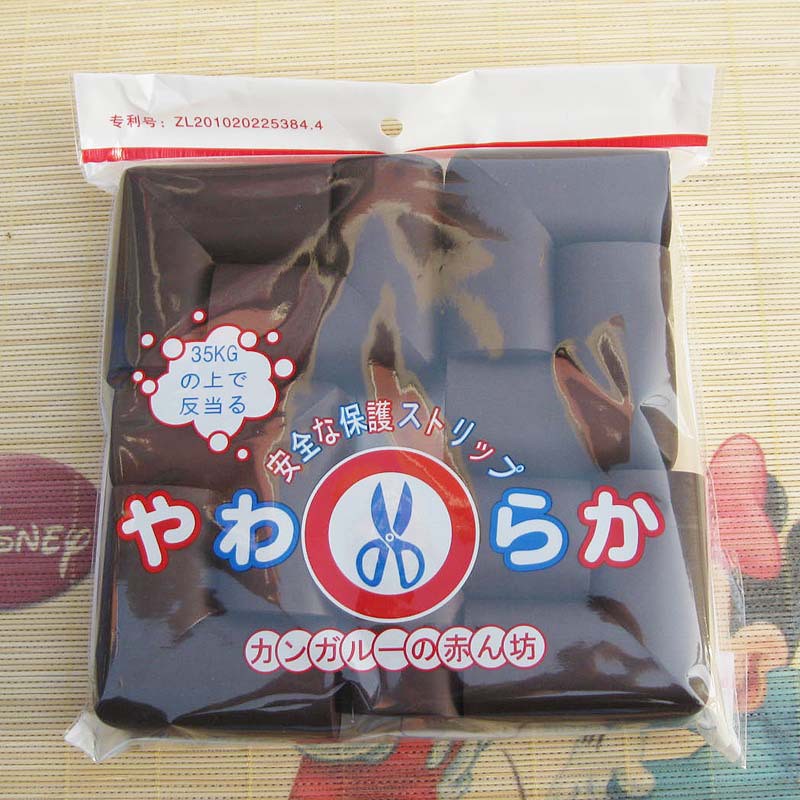 专利号：ZL201020225384.4
35KG
の上で
反当る
安全な保護ストリップ
やわらか
カンガルーの赤ん坊
SNEY